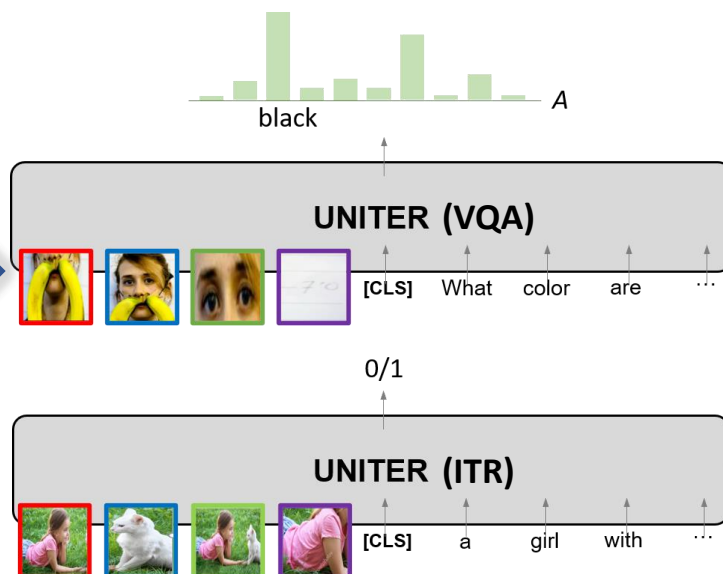 A
black
UNITER (VQA)
[CLS] What color are ...
0/1
UNITER (ITR)
[CLS] a girl with ...